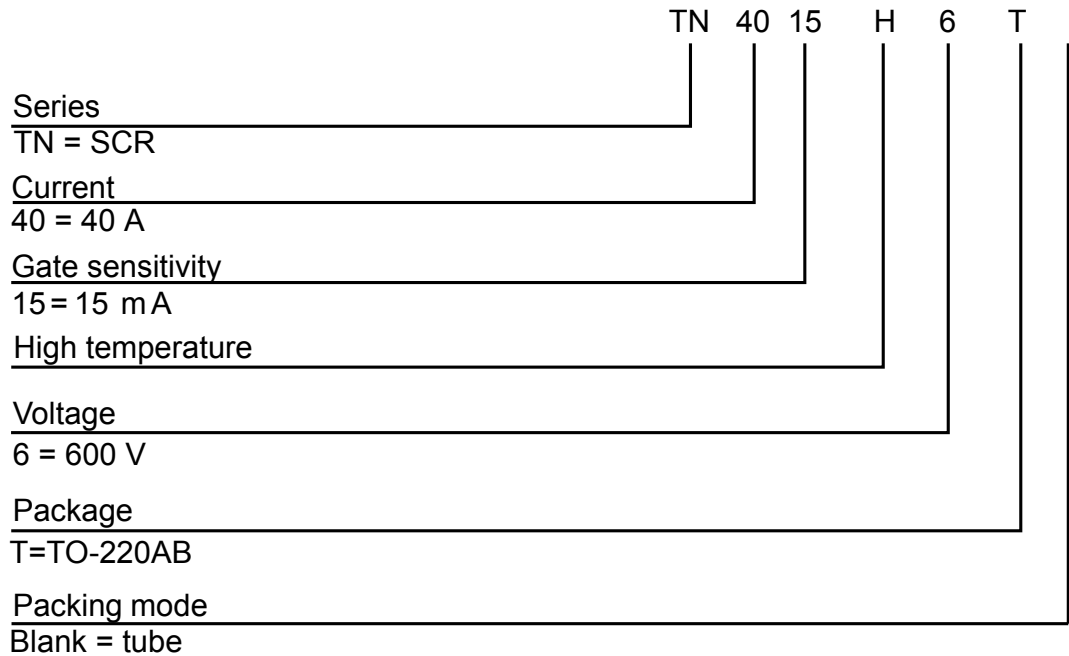 TN 40 15 H 6 T
Series
TN = SCR
Current
40 = 40 A
Gate sensitivity
15 = 15 mA
High temperature
Voltage
6 = 600 V
Package
T=TO-220AB
Packing mode
Blank = tube